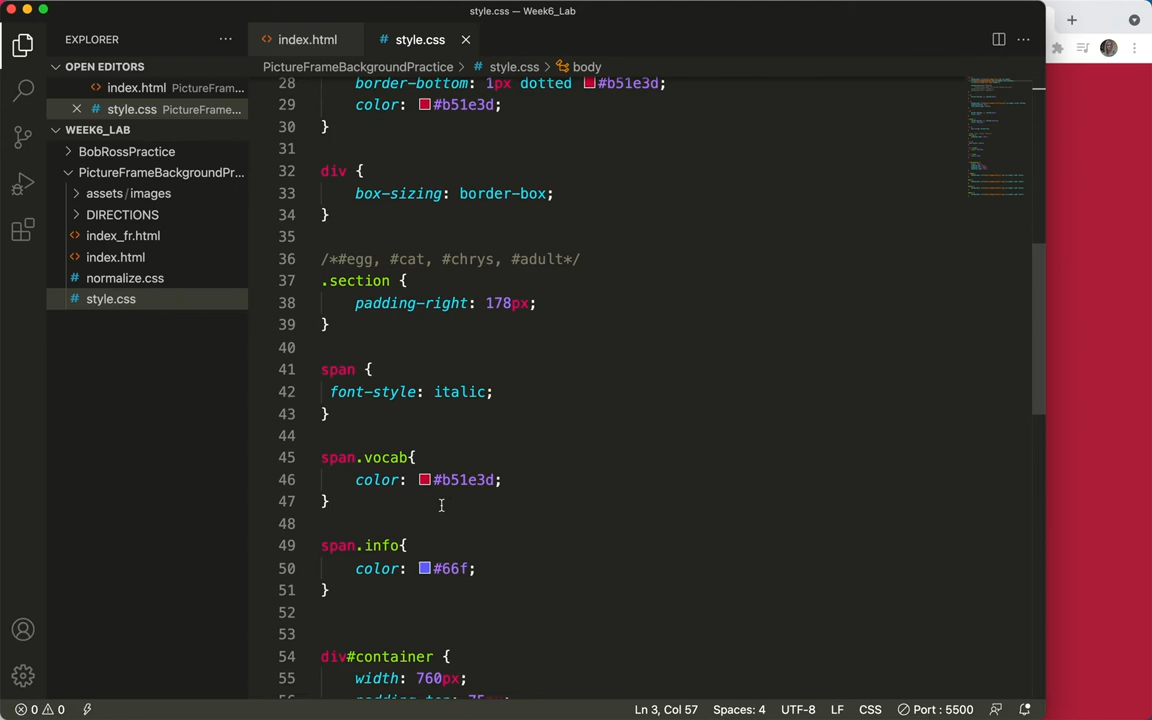 style.css — Week6_Lab
EXPLORER
index.html
style.css
OPEN EDITORS
index.html PictureFram...
style.css PictureFrame...
WEEK6_LAB
BobRossPractice
PictureFrameBackgroundPr...
assets / images
DIRECTIONS
index_fr.html
index.html
normalize.css
style.css
PictureFrameBackgroundPractice > style.css > body
28 border-bottom: 1px dotted #b51e3d;
29 color: #b51e3d;
30 }
31
32 div {
33 box-sizing: border-box;
34 }
35
36 /*#egg, #cat, #chrys, #adult*/
37 .section {
38 padding-right: 178px;
39 }
40
41 span {
42 font-style: italic;
43 }
44
45 span.vocab{
46 color: #b51e3d;
47 }
48
49 span.info{
50 color: #66f;
51 }
52
53
54 div#container {
55 width: 760px;
56 padding-top: 75px;
0 0
Ln 3, Col 57
Spaces: 4
UTF-8
LF
CSS
Port : 5500